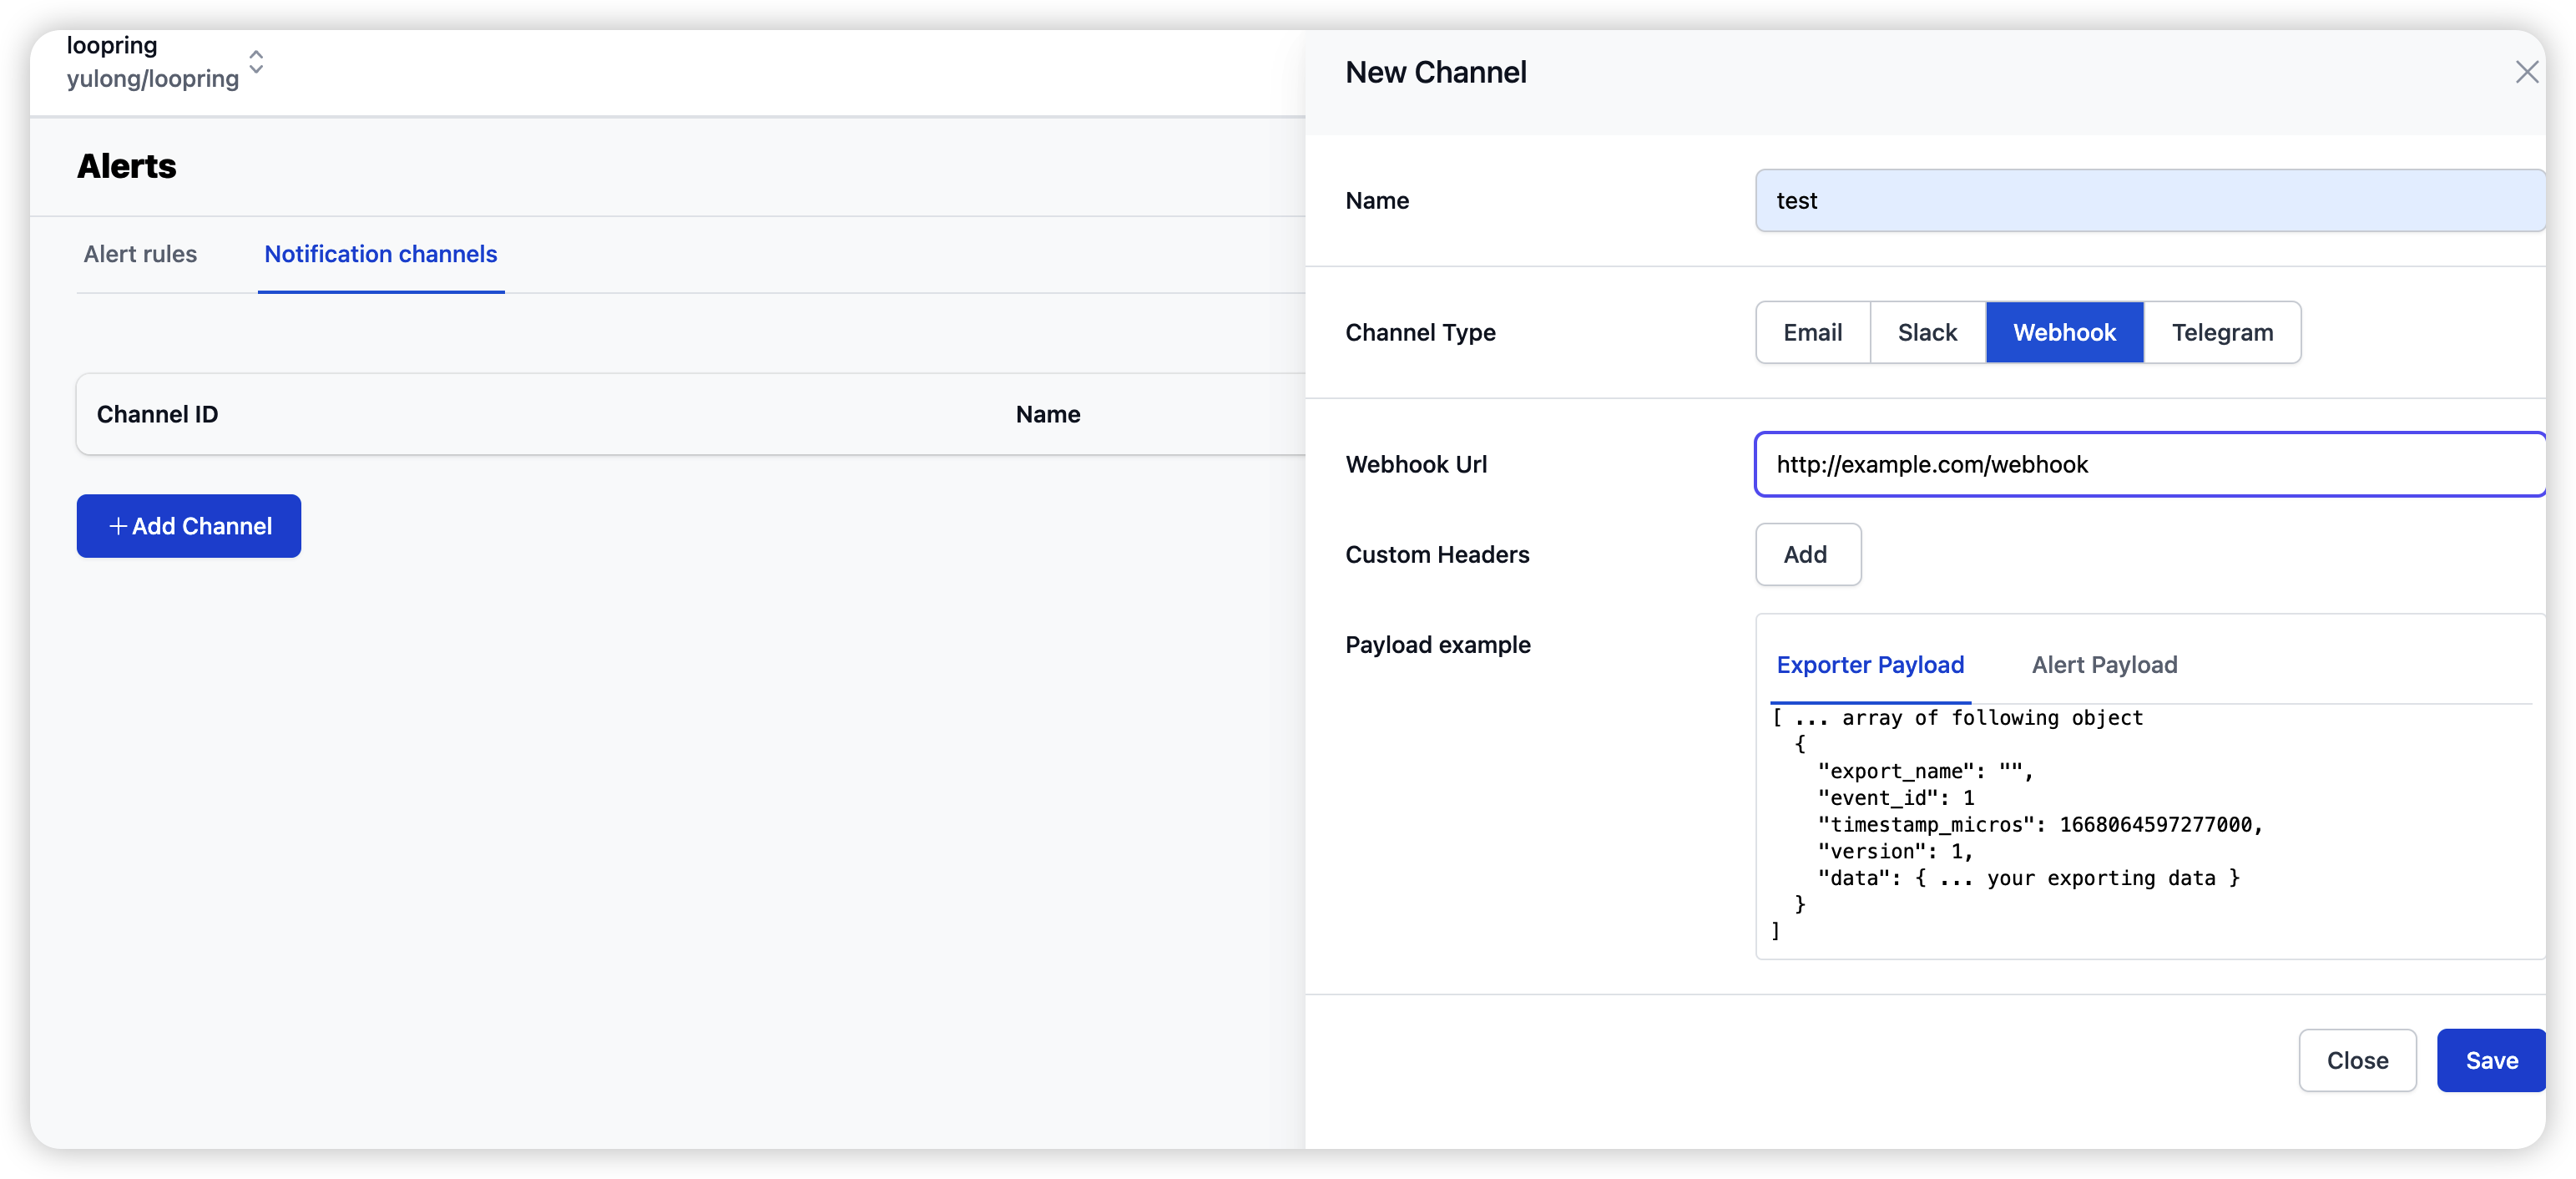 loopring
yulong/loopring
Alerts
Alert rules
Notification channels
Channel ID
Name
+ Add Channel
New Channel
Name
test
Channel Type
Email
Slack
Webhook
Telegram
Webhook Url
http://example.com/webhook
Custom Headers
Add
Payload example
Exporter Payload
Alert Payload
[ ... array of following object
  {
    "export_name": "",
    "event_id": 1
    "timestamp_micros": 1668064597277000,
    "version": 1,
    "data": { ... your exporting data }
  }
]
Close
Save